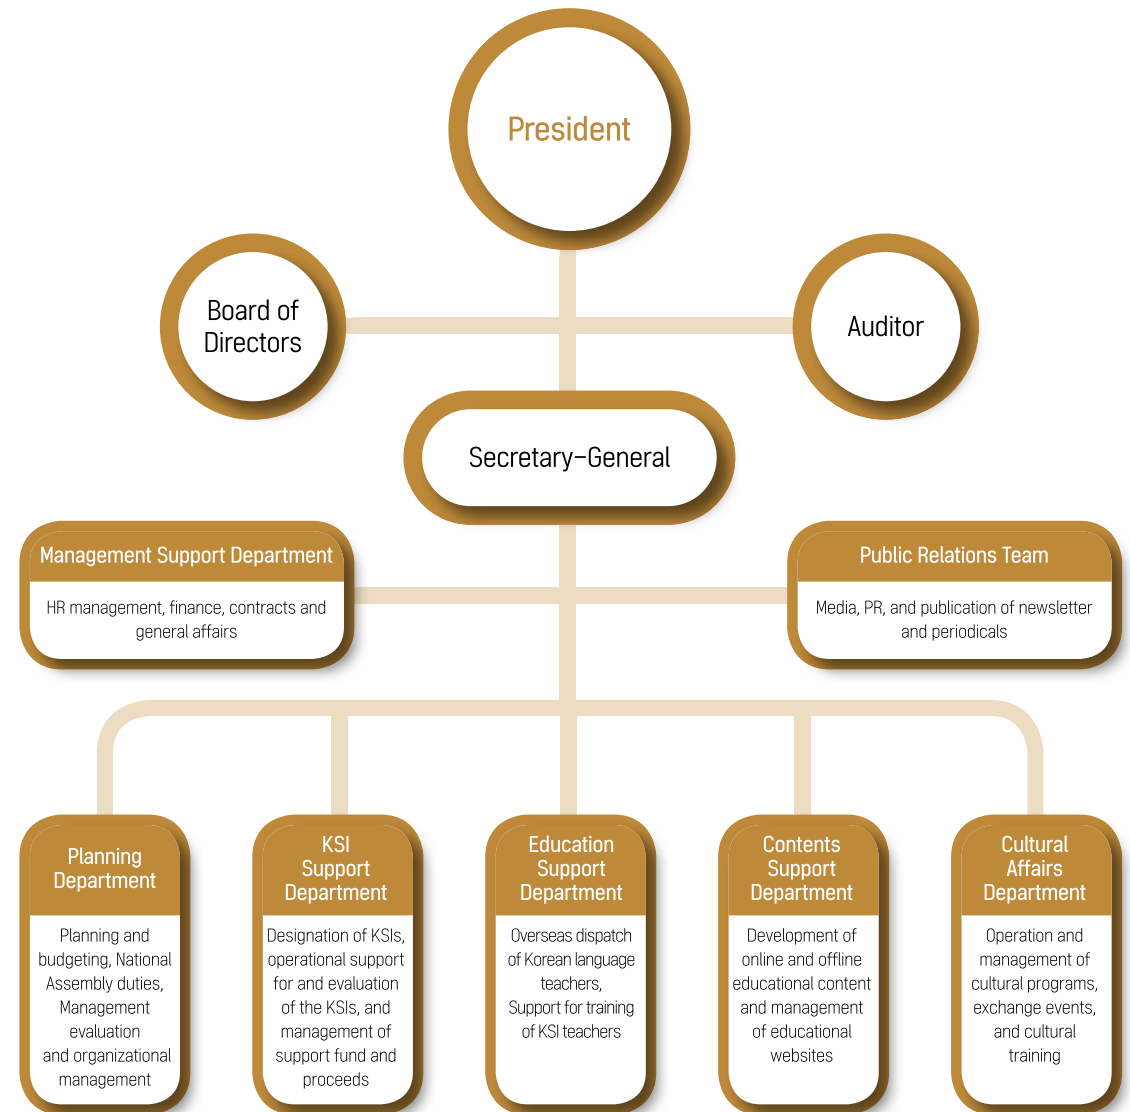 President
Board of
Directors
Auditor
Secretary-General
Management Support Department
HR management, finance, contracts and
general affairs
Public Relations Team
Media, PR, and publication of newsletter
and periodicals
Planning
Department
Planning and
budgeting, National
Assembly duties,
Management
evaluation
and organizational
management
KSI
Support
Department
Designation of KSIs,
operational support
for and evaluation
of the KSIs, and
management of
support fund and
proceeds
Education
Support
Department
Overseas dispatch
of Korean language
teachers,
Support for training
of KSI teachers
Contents
Support
Department
Development of
online and offline
educational content
and management
of educational
websites
Cultural
Affairs
Department
Operation and
management of
cultural programs,
exchange events,
and cultural
training